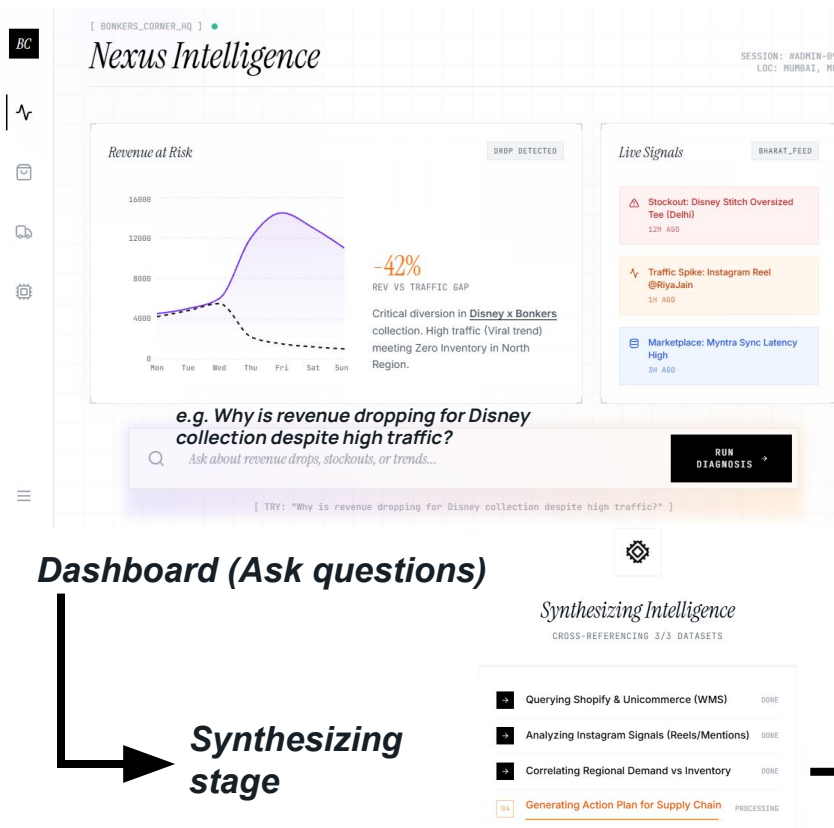 [ BONKERS_CORNER_HQ ]
BC
Nexus Intelligence
SESSION: #ADMIN-09
LOC: MUMBAI,
Revenue at Risk
DROP DETECTED
16000
12000
8000
4000
0
Mon Tue Wed Thu Fri Sat Sun
-42%
REV VS TRAFFIC GAP
Critical diversion in Disney x Bonkers
collection. High traffic (Viral trend)
meeting Zero Inventory in North
Region.
Live Signals
BHARAT_FEED
Stockout: Disney Stitch Oversized
Tee (Delhi)
12M AGO
Traffic Spike: Instagram Reel
@RiyaJain
1H AGO
Marketplace: Myntra Sync Latency
High
3H AGO
e.g. Why is revenue dropping for Disney
collection despite high traffic?
Ask about revenue drops, stockouts, or trends...
RUN
DIAGNOSIS →
[ TRY: "Why is revenue dropping for Disney collection despite high traffic?" ]
Dashboard (Ask questions)
Synthesizing
stage
Synthesizing Intelligence
CROSS-REFERENCING 3/3 DATASETS
Querying Shopify & Unicommerce (WMS) DONE
Analyzing Instagram Signals (Reels/Mentions) DONE
Correlating Regional Demand vs Inventory DONE
04 Generating Action Plan for Supply Chain PROCESSING